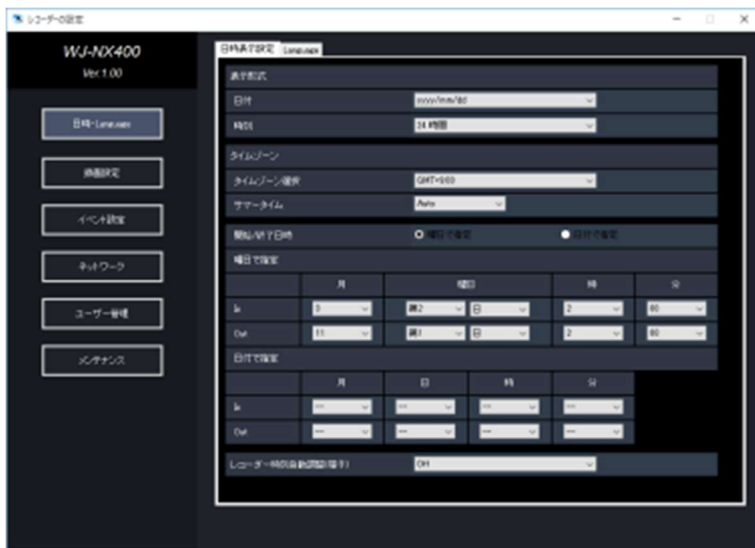 レコーダーの設定
WJ-NX400
Ver.1.00
日時・Language
録画設定
イベント設定
ネットワーク
ユーザー管理
メンテナンス
日時表示設定 Language
表示形式
日付 yyyy/mm/dd
時刻 24 時間
タイムゾーン
タイムゾーン選択 GMT+9:00
サマータイム Auto
開始/終了日時 曜日で指定 日付で指定
曜日で指定
月 曜日 時 分
In 3 第2 日 2 00
Out 11 第1 日 2 00
日付で指定
月 日 時 分
In --- --- --- ---
Out --- --- --- ---
レコーダー時刻自動調整(端子) Off